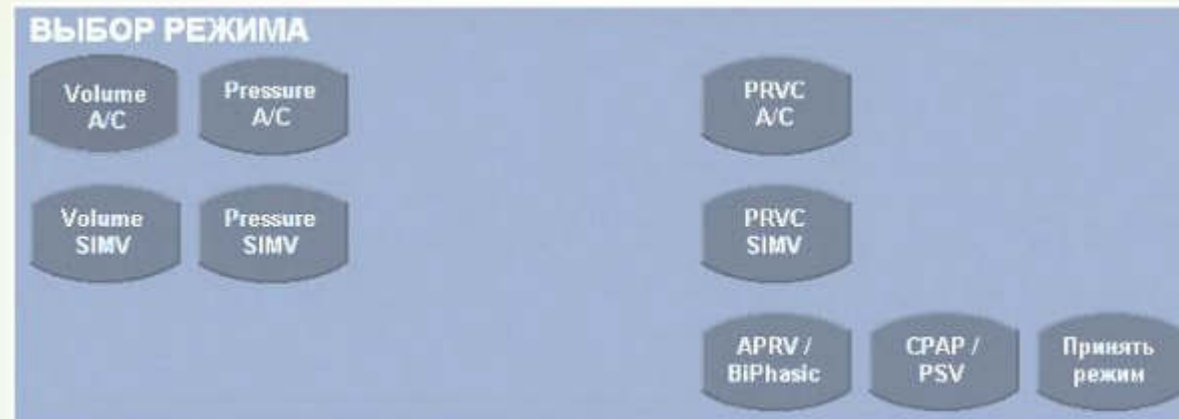 ВЫБОР РЕЖИМА
Volume
A/C
Pressure
A/C
PRVC
A/C
Volume
SIMV
Pressure
SIMV
PRVC
SIMV
APRV /
BiPhasic
CPAP /
PSV
Принять
режим